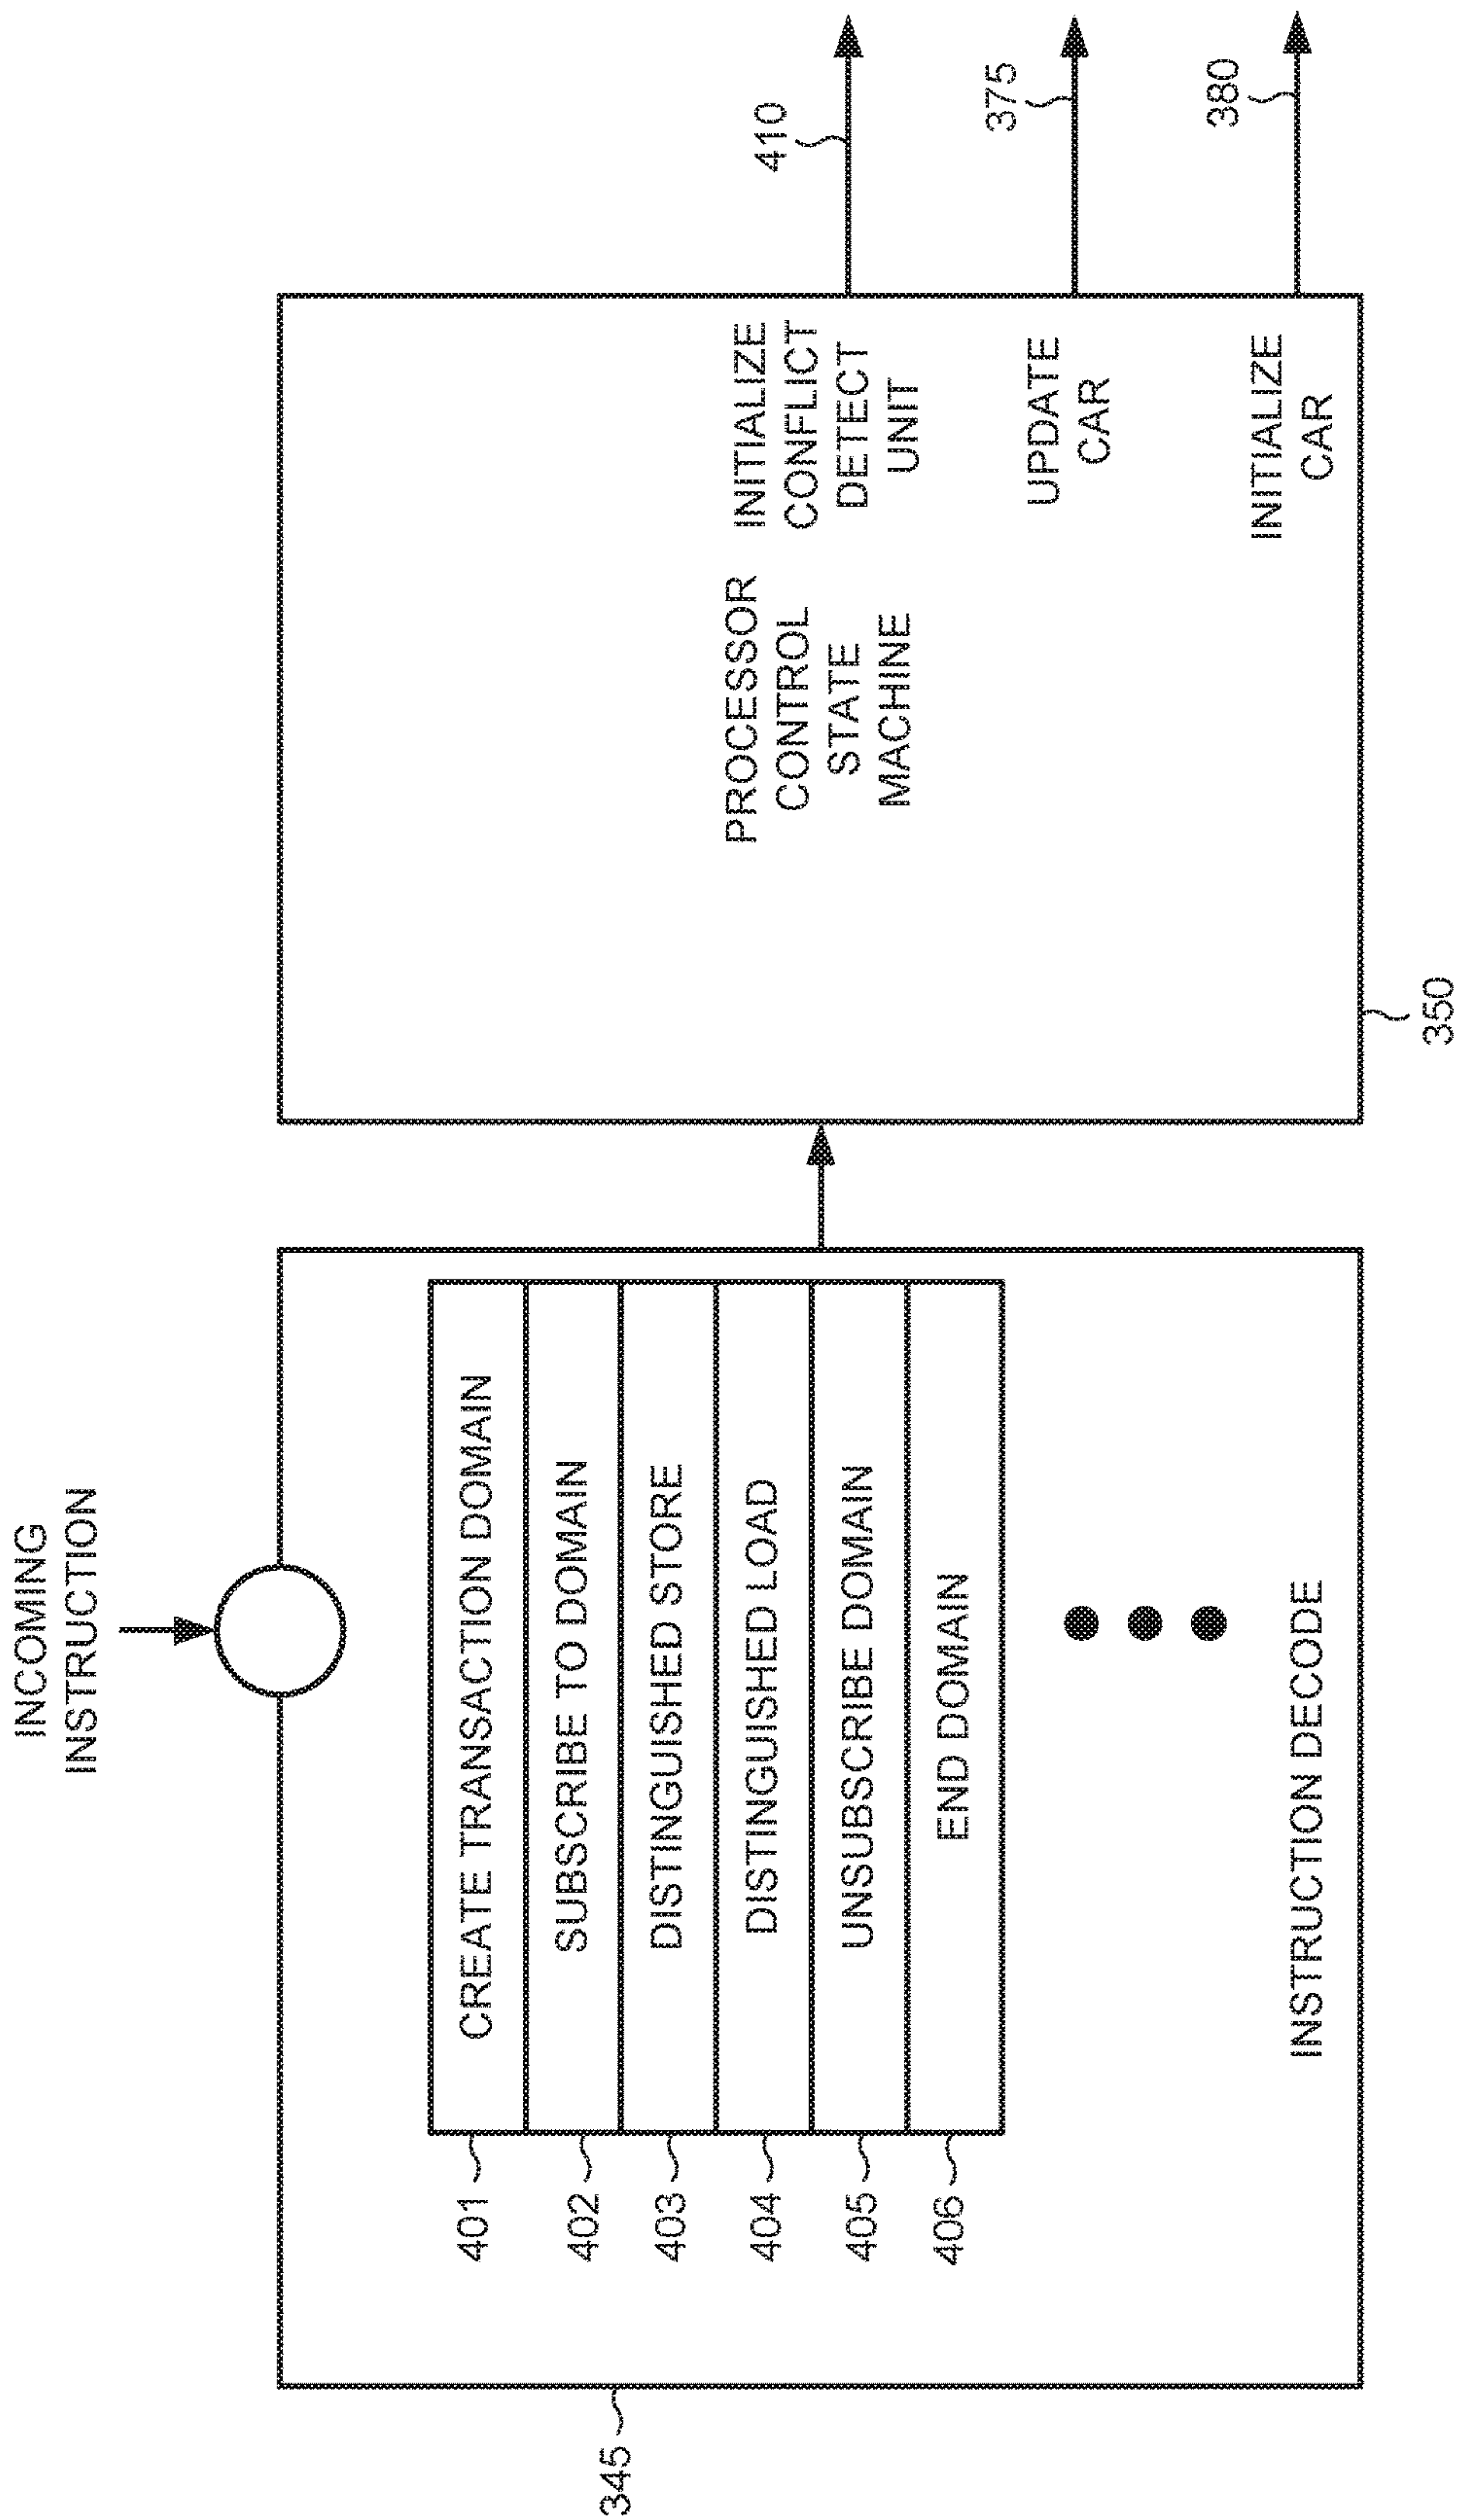 INCOMING
INSTRUCTION
345
401
CREATE TRANSACTION DOMAIN
402
SUBSCRIBE TO DOMAIN
403
DISTINGUISHED STORE
404
DISTINGUISHED LOAD
405
UNSUBSCRIBE DOMAIN
406
END DOMAIN
INSTRUCTION DECODE
PROCESSOR
CONTROL
STATE
MACHINE
INITIALIZE
CONFLICT
DETECT
UNIT
410
UPDATE
CAR
375
INITIALIZE
CAR
380
350